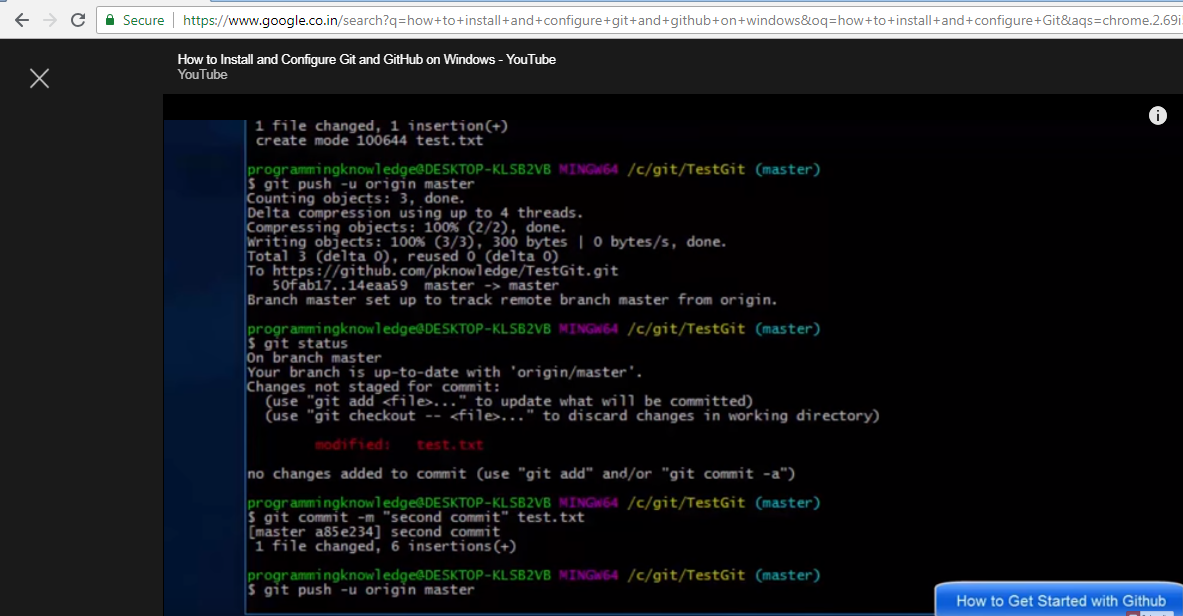 Secure https://www.google.co.in/search?q=how+to+install+and+configure+git+and+github+on+windows&oq=how+to+install+and+configure+Git&aqs=chrome.2.69i
How to Install and Configure Git and GitHub on Windows - YouTube
YouTube
1 file changed, 1 insertion(+)
create mode 100644 test.txt
programmingknowledge@DESKTOP-KLSB2VB MINGW64 /c/git/TestGit (master)
$ git push -u origin master
Counting objects: 3, done.
Delta compression using up to 4 threads.
Compressing objects: 100% (2/2), done.
Writing objects: 100% (3/3), 300 bytes | 0 bytes/s, done.
Total 3 (delta 0), reused 0 (delta 0)
To https://github.com/pknowledge/TestGit.git
50fab17..14eaa59 master -> master
Branch master set up to track remote branch master from origin.
programmingknowledge@DESKTOP-KLSB2VB MINGW64 /c/git/TestGit (master)
$ git status
On branch master
Your branch is up-to-date with 'origin/master'.
Changes not staged for commit:
(use "git add <file>..." to update what will be committed)
(use "git checkout -- <file>..." to discard changes in working directory)
modified: test.txt
no changes added to commit (use "git add" and/or "git commit -a")
programmingknowledge@DESKTOP-KLSB2VB MINGW64 /c/git/TestGit (master)
$ git commit -m "second commit" test.txt
[master a85e234] second commit
1 file changed, 6 insertions(+)
programmingknowledge@DESKTOP-KLSB2VB MINGW64 /c/git/TestGit (master)
$ git push -u origin master
How to Get Started with Github